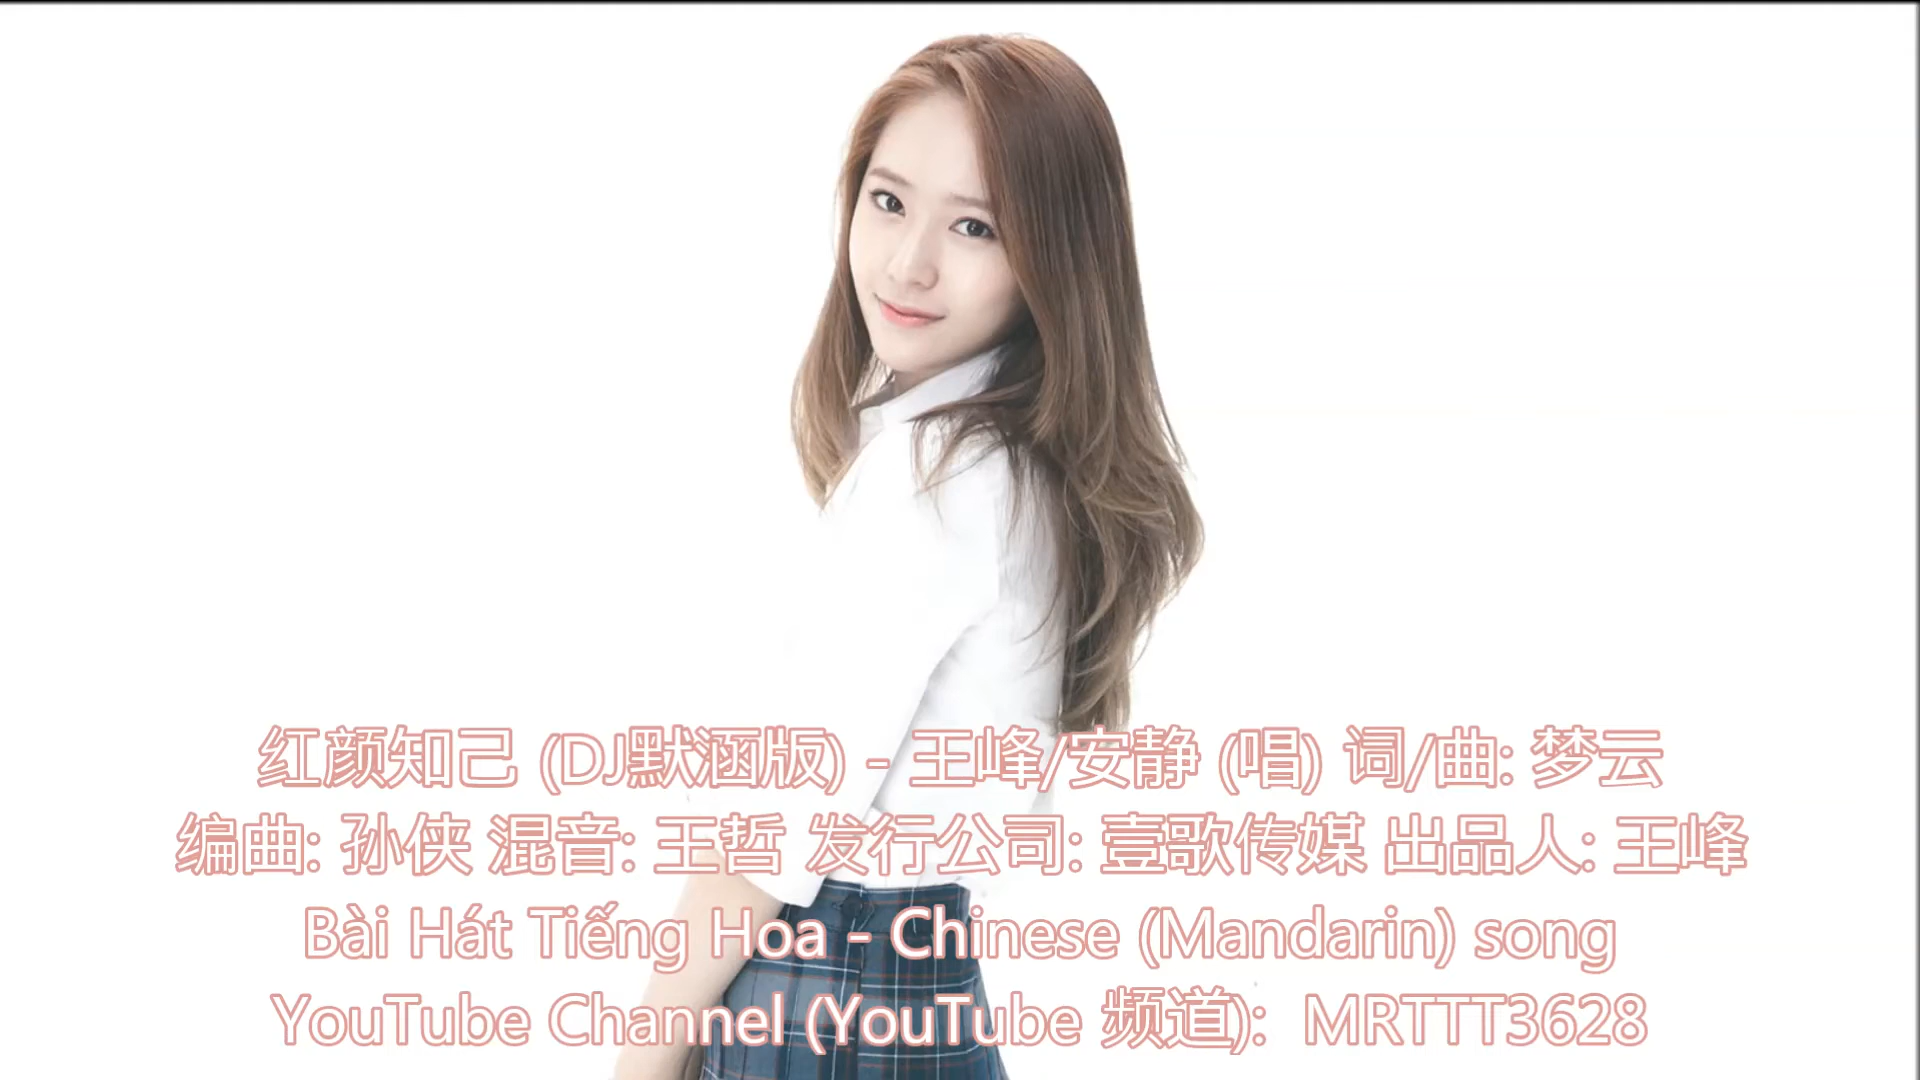 红颜知己 (DJ默涵版) - 王峰/安静 (唱) 词/曲: 梦云
编曲: 孙侠 混音: 王哲 发行公司: 壹歌传媒 出品人: 王峰
Bài Hát Tiếng Hoa - Chinese (Mandarin) song
YouTube Channel (YouTube 频道):  MRTTT3628